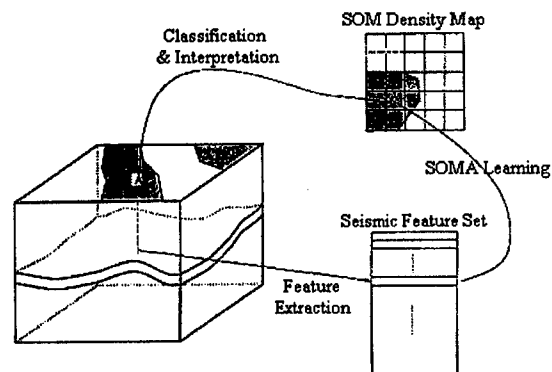 SOM Density Map
Classification
& Interpretation
SOMA Learning
A
Seismic Feature Set
Feature
Extraction